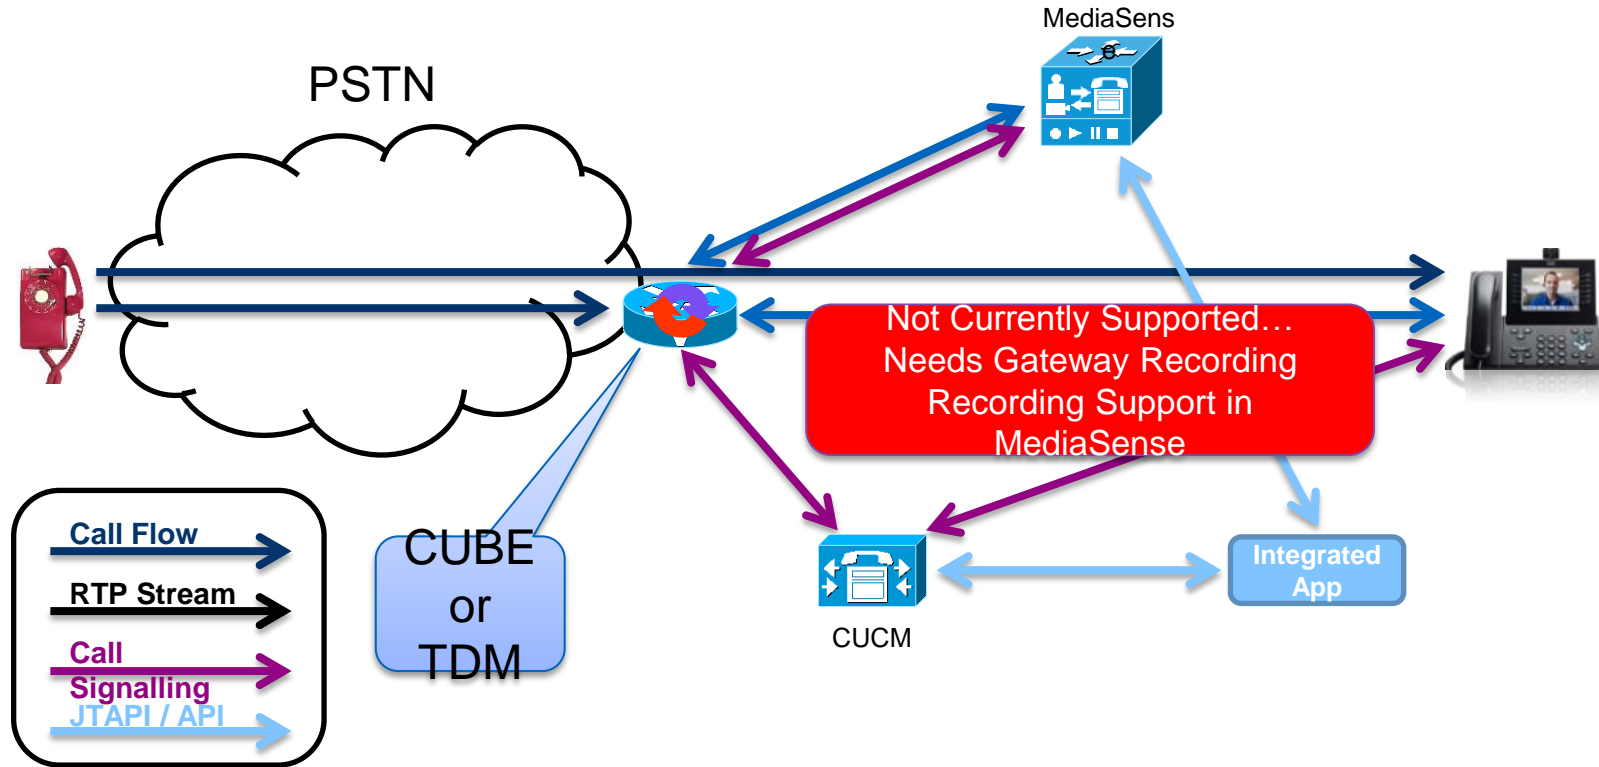 MediaSens
e
PSTN
Not Currently Supported…
Needs Gateway Recording
Recording Support in
MediaSense
CUBE
or
TDM
Call Flow
RTP Stream
Call
Signalling
JTAPI / API
Integrated
App
CUCM